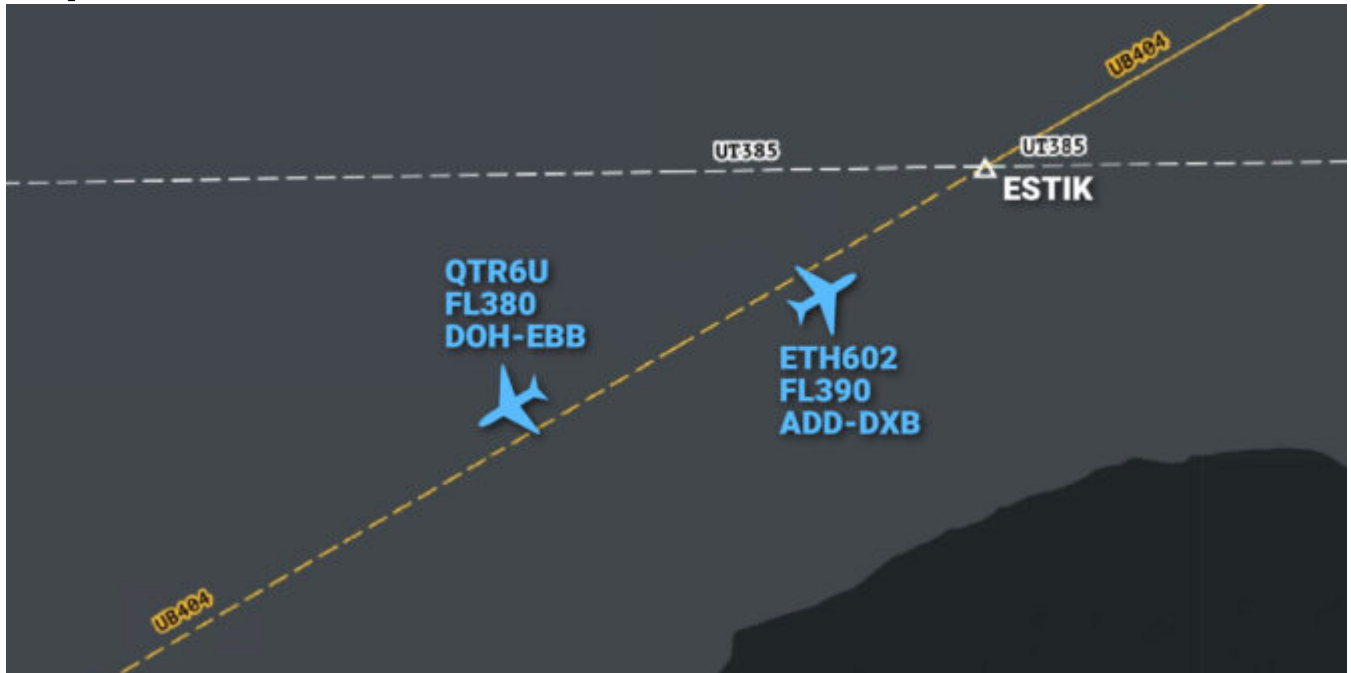 UB404
UT385
UT385
ESTIK
QTR6U
FL380
DOH-EBB
ETH602
FL390
ADD-DXB
UB404